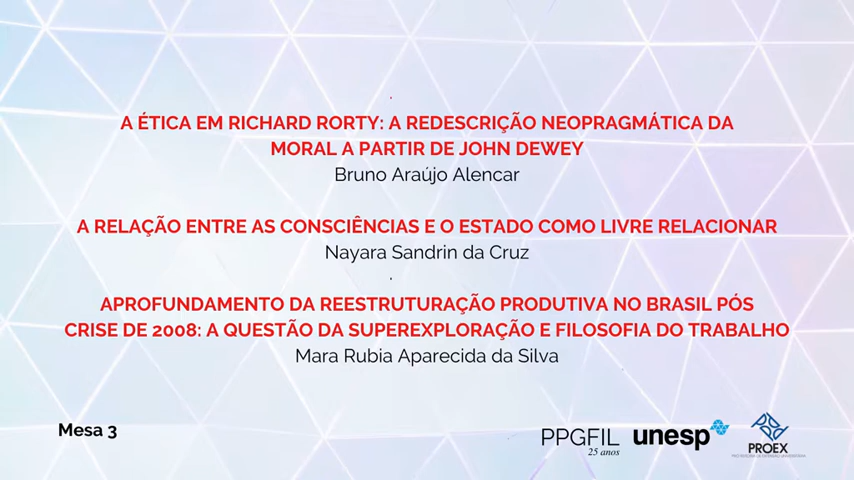 A ÉTICA EM RICHARD RORTY: A REDESCRIÇÃO NEOPRAGMÁTICA DA
MORAL A PARTIR DE JOHN DEWEY
Bruno Araújo Alencar
A RELAÇÃO ENTRE AS CONSCIÊNCIAS E O ESTADO COMO LIVRE RELACIONAR
Nayara Sandrin da Cruz
APROFUNDAMENTO DA REESTRUTURAÇÃO PRODUTIVA NO BRASIL PÓS
CRISE DE 2008: A QUESTÃO DA SUPEREXPLORAÇÃO E FILOSOFIA DO TRABALHO
Mara Rubia Aparecida da Silva
Mesa 3
PPGFIL
25 anos
unesp
PROEX